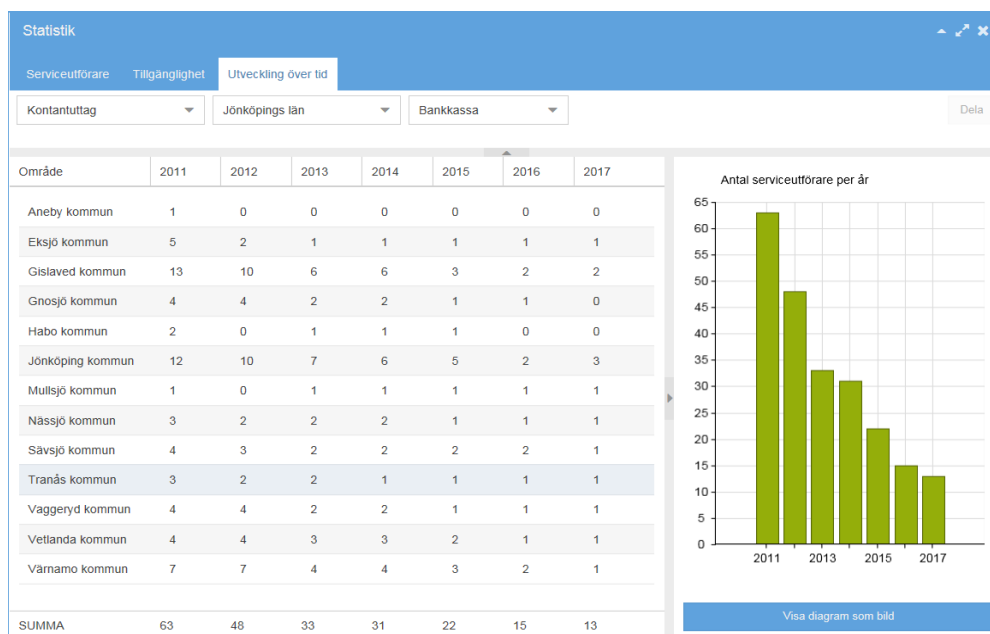 Statistik
Serviceutförare Tillgänglighet Utveckling över tid
Kontantuttag Jönköpings län Bankkassa Dela
Område 2011 2012 2013 2014 2015 2016 2017
Aneby kommun 1 0 0 0 0 0 0
Eksjö kommun 5 2 1 1 1 1 1
Gislaved kommun 13 10 6 6 3 2 2
Gnosjö kommun 4 4 2 2 1 1 0
Habo kommun 2 0 1 1 1 0 0
Jönköping kommun 12 10 7 6 5 2 3
Mullsjö kommun 1 0 1 1 1 1 1
Nässjö kommun 3 2 2 2 1 1 1
Sävsjö kommun 4 3 2 2 2 2 1
Tranås kommun 3 2 2 1 1 1 1
Vaggeryd kommun 4 4 2 2 1 1 1
Vetlanda kommun 4 4 3 3 2 1 1
Värnamo kommun 7 7 4 4 3 2 1
SUMMA 63 48 33 31 22 15 13
Antal serviceutförare per år
65
60
55
50
45
40
35
30
25
20
15
10
5
0
2011 2013 2015 2017
Visa diagram som bild